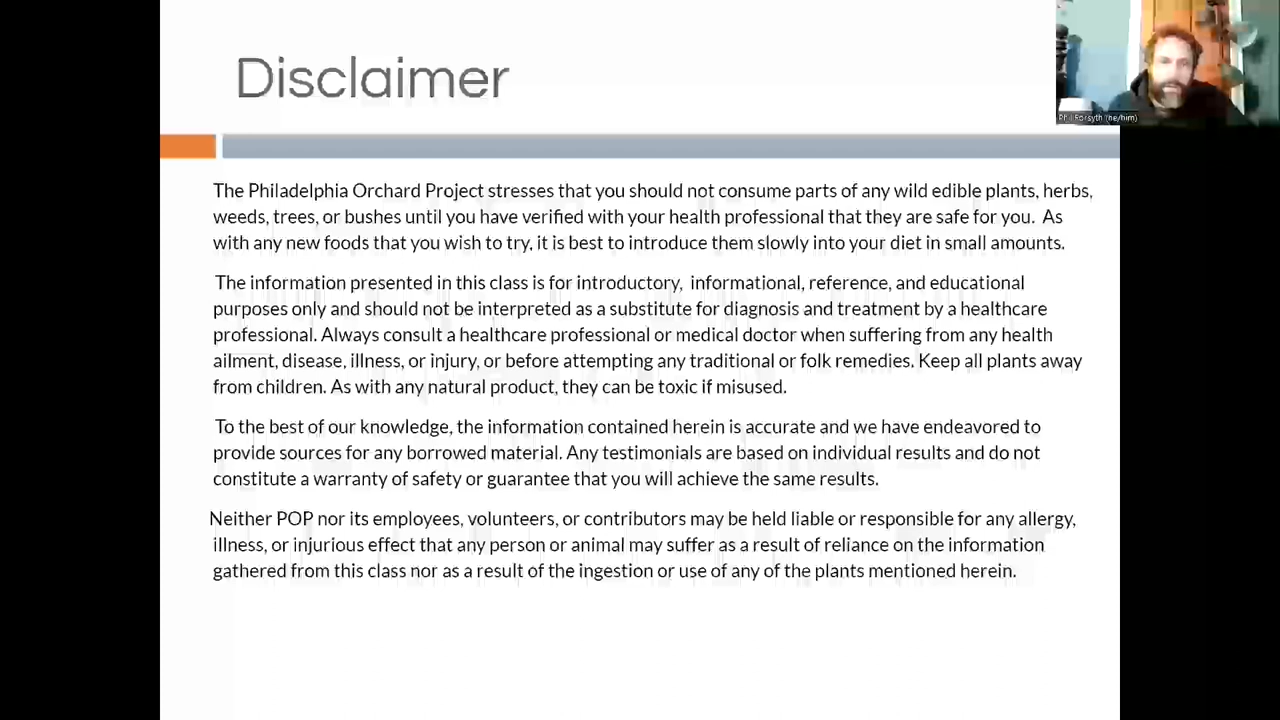 Disclaimer
Phil Forsyth (he/him)
The Philadelphia Orchard Project stresses that you should not consume parts of any wild edible plants, herbs,
weeds, trees, or bushes until you have verified with your health professional that they are safe for you. As
with any new foods that you wish to try, it is best to introduce them slowly into your diet in small amounts.
The information presented in this class is for introductory, informational, reference, and educational
purposes only and should not be interpreted as a substitute for diagnosis and treatment by a healthcare
professional. Always consult a healthcare professional or medical doctor when suffering from any health
ailment, disease, illness, or injury, or before attempting any traditional or folk remedies. Keep all plants away
from children. As with any natural product, they can be toxic if misused.
To the best of our knowledge, the information contained herein is accurate and we have endeavored to
provide sources for any borrowed material. Any testimonials are based on individual results and do not
constitute a warranty of safety or guarantee that you will achieve the same results.
Neither POP nor its employees, volunteers, or contributors may be held liable or responsible for any allergy,
illness, or injurious effect that any person or animal may suffer as a result of reliance on the information
gathered from this class nor as a result of the ingestion or use of any of the plants mentioned herein.